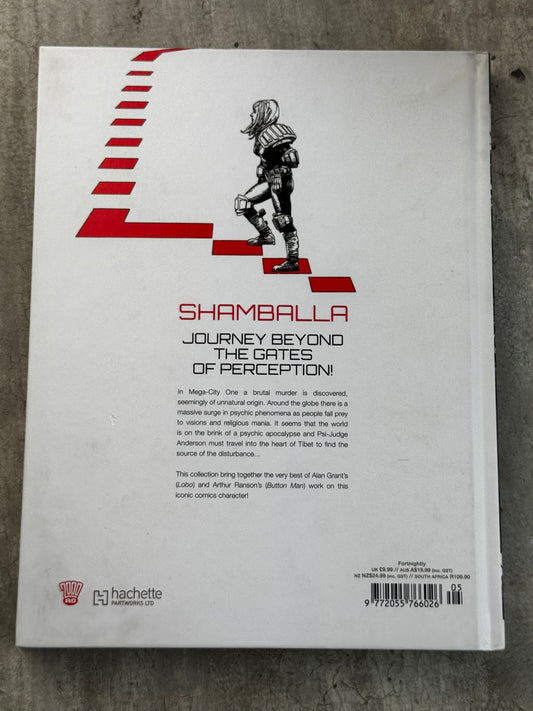 SHAMBALLA
JOURNEY BEYOND
THE GATES
OF PERCEPTION!
In Mega-City One a brutal murder is discovered,
seemingly of unnatural origin. Around the globe there is a
massive surge in psychic phenomena as people fall prey
to visions and religious mania. It seems that the world
is on the brink of a psychic apocalypse and Psi-Judge
Anderson must travel into the heart of Tibet to find the
source of the disturbance...
This collection bring together the very best of Alan Grant's
(Lobo) and Arthur Ranson's (Button Man) work on this
iconic comics character!
Fortnightly
UK £9.99 // AUS A$19.99 (inc. GST)
NZ NZ$24.99 (inc. GST) // SOUTH AFRICA R109.90
05
9 772055 766026
2000
AD
H hachette
PARTWORKS LTD